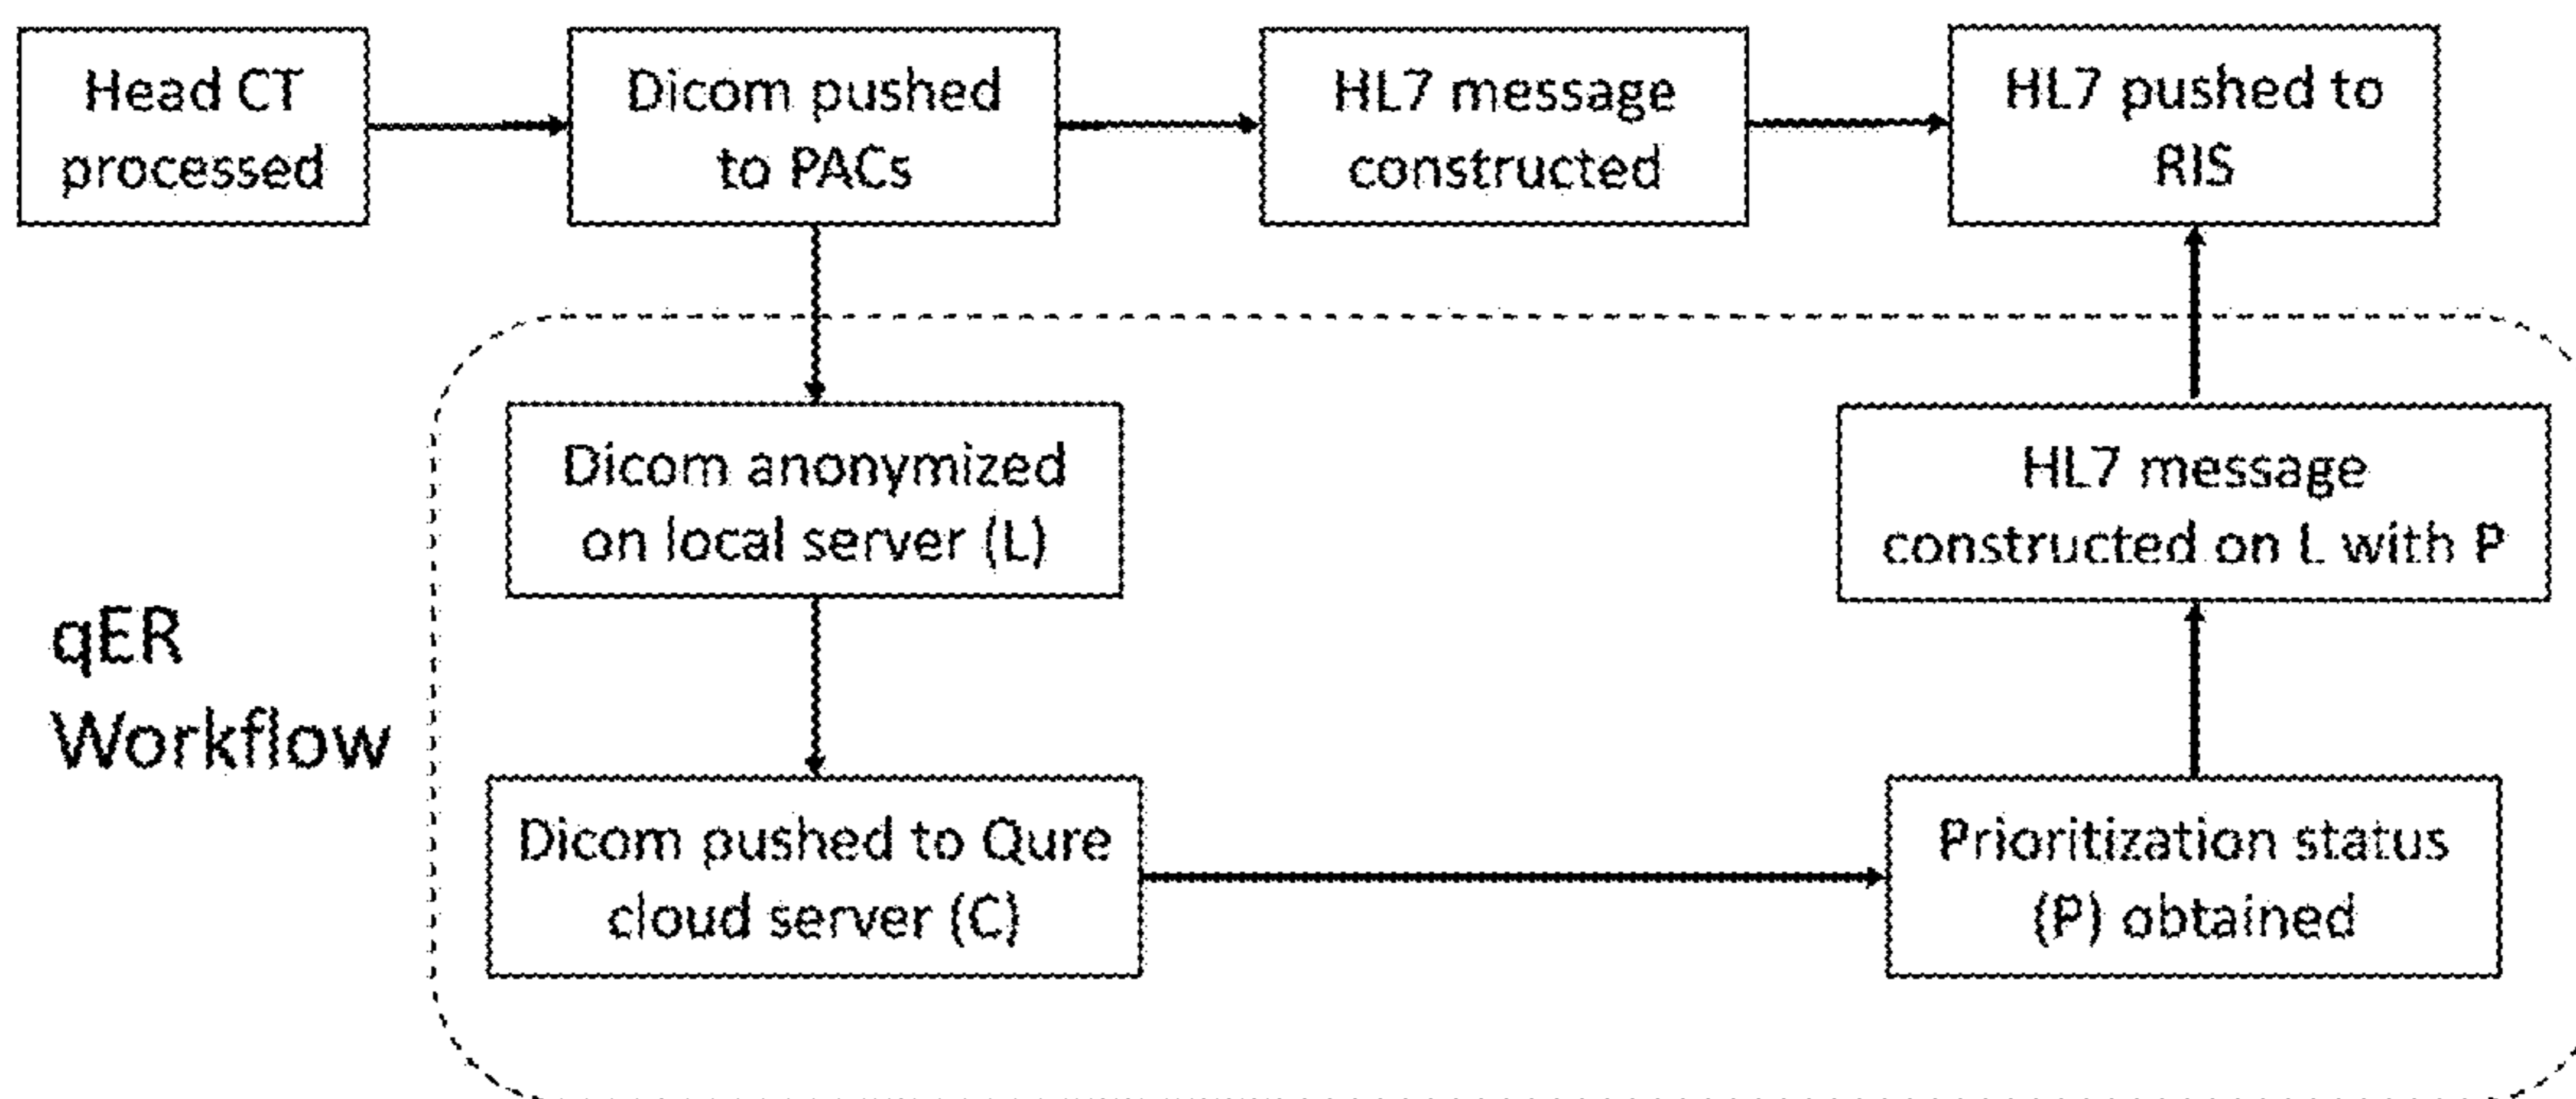 Head CT
processed
Dicom pushed
to PACs
HL7 message
constructed
HL7 pushed to
RIS
Dicom anonymized
on local server (L)
HL7 message
constructed on L with P
qER
Workflow
Dicom pushed to Qure
cloud server (C)
Prioritization status
(P) obtained